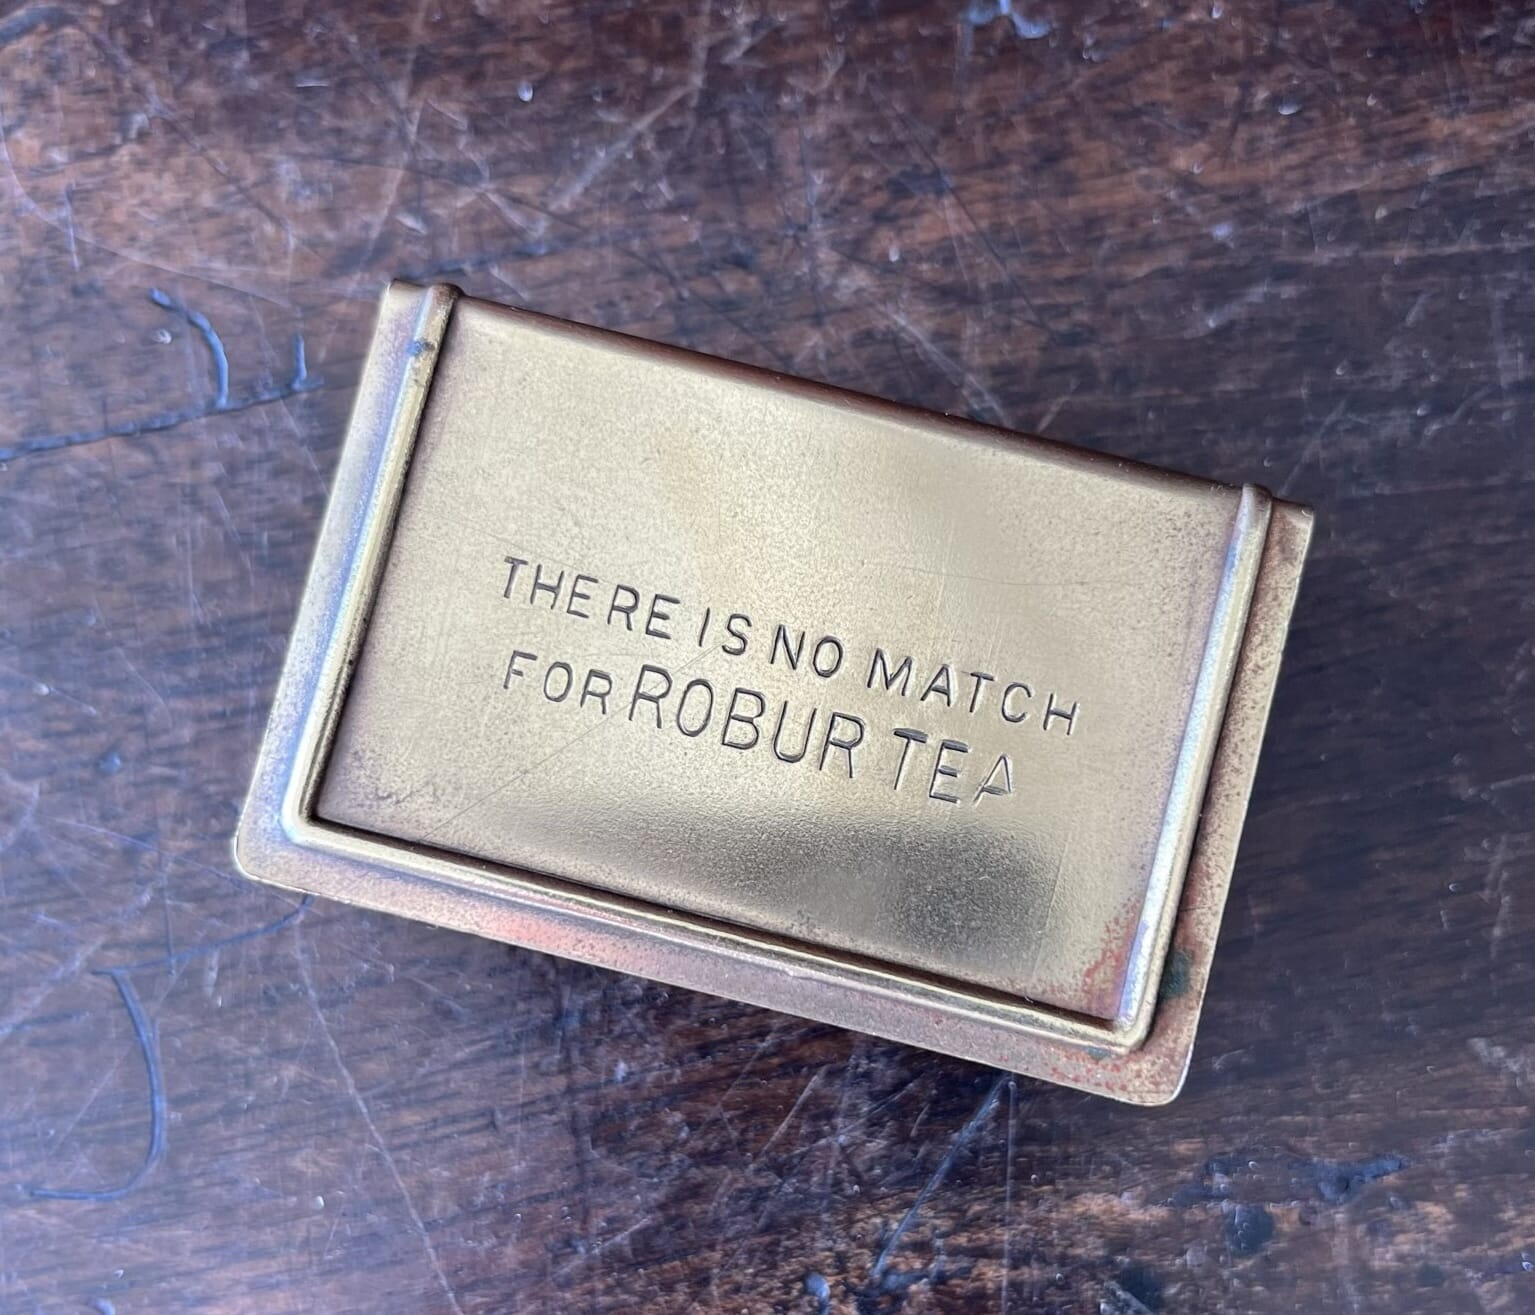 THERE IS NO MATCH
FOR ROBUR TEA